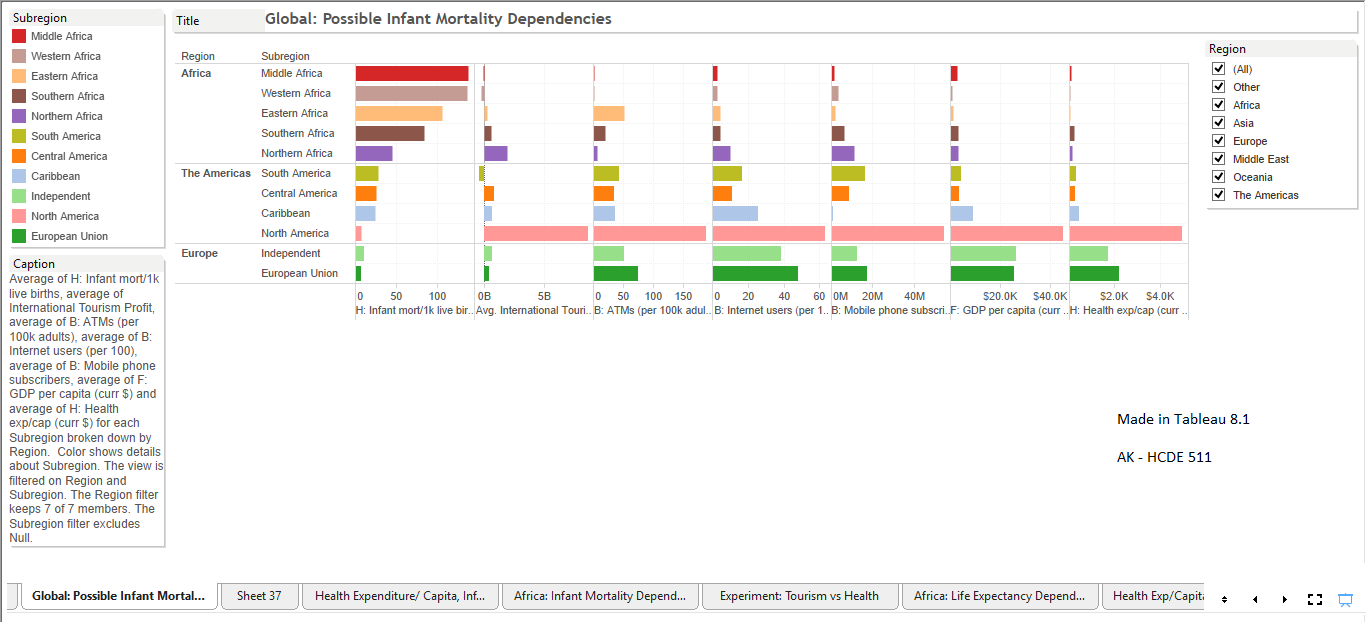 Subregion
Middle Africa
Western Africa
Eastern Africa
Southern Africa
Northern Africa
South America
Central America
Caribbean
Independent
North America
European Union
Caption
Average of H: Infant mort/1k
live births, average of
International Tourism Profit,
average of B: ATMs (per
100k adults), average of B:
Internet users (per 100),
average of B: Mobile phone
subscribers, average of F:
GDP per capita (curr $) and
average of H: Health
exp/cap (curr $) for each
Subregion broken down by
Region.  Color shows details
about Subregion. The view is
filtered on Region and
Subregion. The Region filter
keeps 7 of 7 members. The
Subregion filter excludes
Null.
Title
Global: Possible Infant Mortality Dependencies
Region Subregion
Africa Middle Africa
Western Africa
Eastern Africa
Southern Africa
Northern Africa
The Americas South America
Central America
Caribbean
North America
Europe Independent
European Union
0 50 100 0B 5B 0 50 100 150 0 20 40 60 0M 20M 40M $20.0K $40.0K $2.0K $4.0K
H: Infant mort/1k live bir.. Avg. International Touri.. B: ATMs (per 100k adul.. B: Internet users (per 1.. B: Mobile phone subscri.. F: GDP per capita (curr .. H: Health exp/cap (curr ..
Region
(All)
Other
Africa
Asia
Europe
Middle East
Oceania
The Americas
Made in Tableau 8.1
AK - HCDE 511
Global: Possible Infant Mortal... Sheet 37 Health Expenditure/ Capita, Inf... Africa: Infant Mortality Depend... Experiment: Tourism vs Health Africa: Life Expectancy Depend... Health Exp/Capita